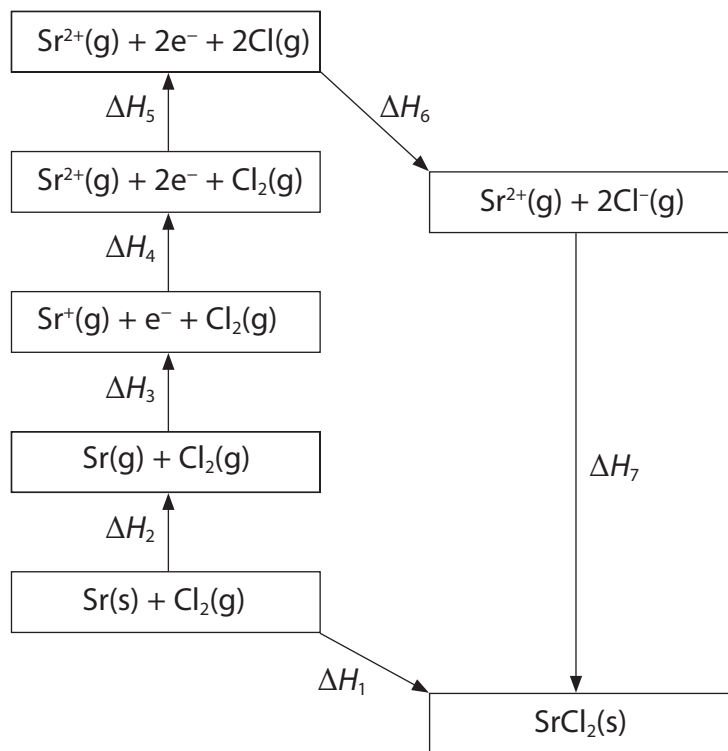 Sr²⁺(g) + 2e⁻ + 2Cl(g)
ΔH₅
ΔH₆
Sr²⁺(g) + 2e⁻ + Cl₂(g)
Sr²⁺(g) + 2Cl⁻(g)
ΔH₄
Sr⁺(g) + e⁻ + Cl₂(g)
ΔH₃
Sr(g) + Cl₂(g)
ΔH₇
ΔH₂
Sr(s) + Cl₂(g)
ΔH₁
SrCl₂(s)